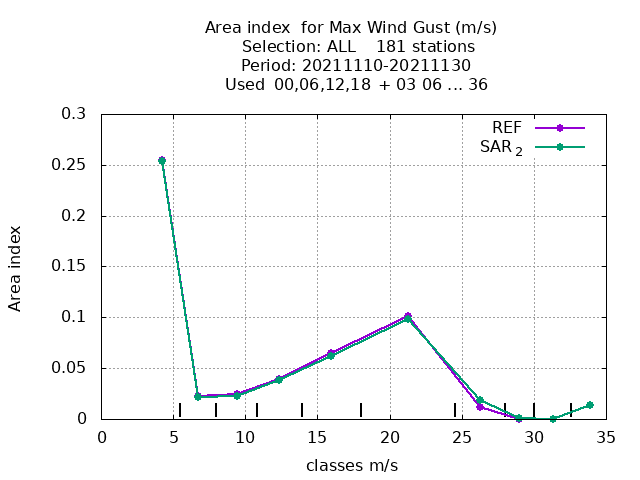 Area index  for Max Wind Gust (m/s)
Selection: ALL    181 stations
Period: 20211110-20211130
Used  00,06,12,18  + 03 06 ... 36
REF
SAR 2
0.3
0.25
0.2
0.15
0.1
0.05
0
Area index
0 5 10 15 20 25 30 35
classes m/s